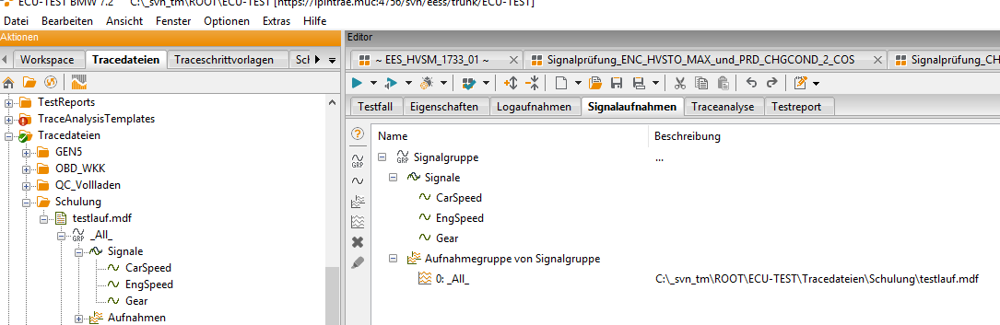 ECU-TEST BMW 7.2 C:\_svn_tm\ROOT\ECU-TEST [https://lpintrae.muc:4756/svn/eess/trunk/ECU-TEST]
Datei Bearbeiten Ansicht Fenster Optionen Extras Hilfe
Aktionen
Workspace Tracedateien Traceschrittvorlagen
TestReports
TraceAnalysisTemplates
Tracedateien
GEN5
OBD_WKK
QC_Vollladen
Schulung
testlauf.mdf
GRP _All_
Signale
CarSpeed
EngSpeed
Gear
Aufnahmen
Editor
~ EES_HVSM_1733_01 ~ Signalprüfung_ENC_HVSTO_MAX_und_PRD_CHGCOND_2_COS Signalprüfung_CH
Testfall Eigenschaften Logaufnahmen Signalaufnahmen Traceanalyse Testreport
Name Beschreibung
GRP Signalgruppe ...
GRP
Signale
CarSpeed
EngSpeed
Gear
Aufnahmegruppe von Signalgruppe
0: _All_ C:\_svn_tm\ROOT\ECU-TEST\Tracedateien\Schulung\testlauf.mdf